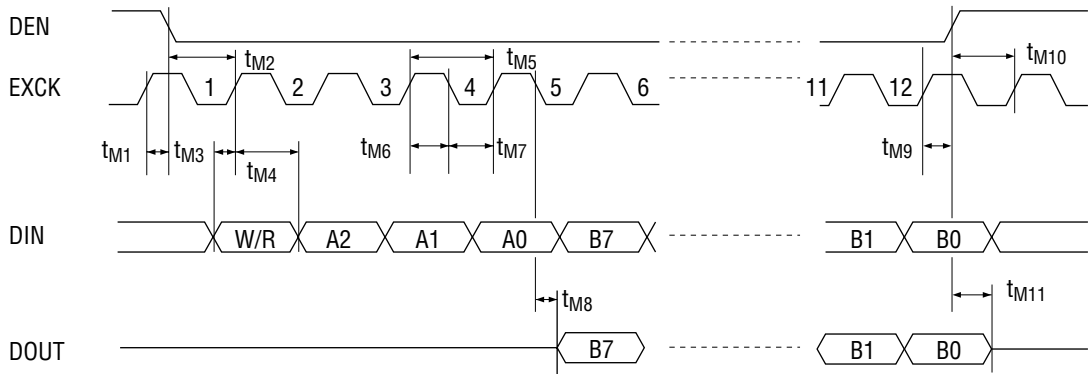 DEN
tM2 tM5 tM10
EXCK 1 2 3 4 5 6 11 12
tM1 tM3 tM4 tM6 tM7 tM9
DIN W/R A2 A1 A0 B7 B1 B0
tM8 tM11
DOUT B7 B1 B0